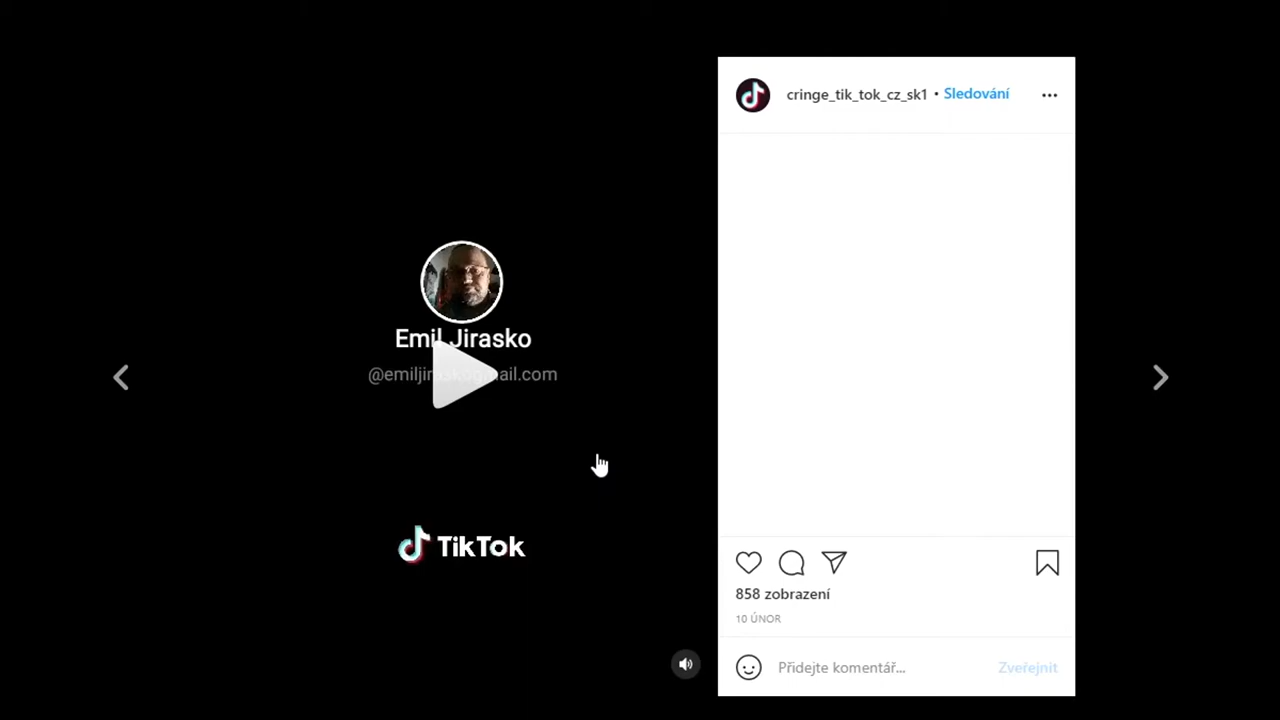 cringe_tik_tok_cz_sk1 • Sledování
Emil Jirasko
TikTok
858 zobrazení
10 ÚNOR
Přidejte komentář...
Zveřejnit